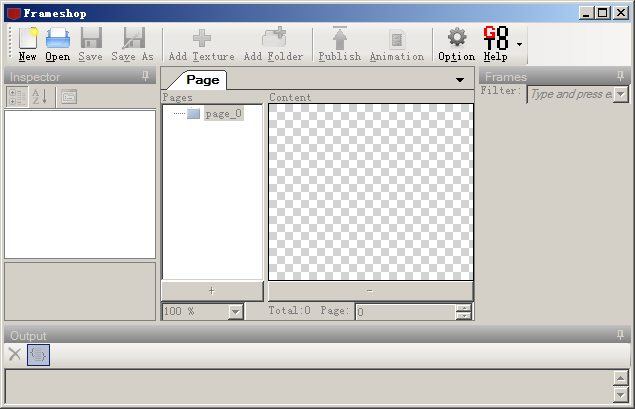 Frameshop
New Open Save Save As Add Texture Add Folder Publish Animation Option Help
Inspector
Page
Frames
Pages
Content
Filter: Type and press e
page_0
+
-
100 %
Total:0 Page: 0
Output